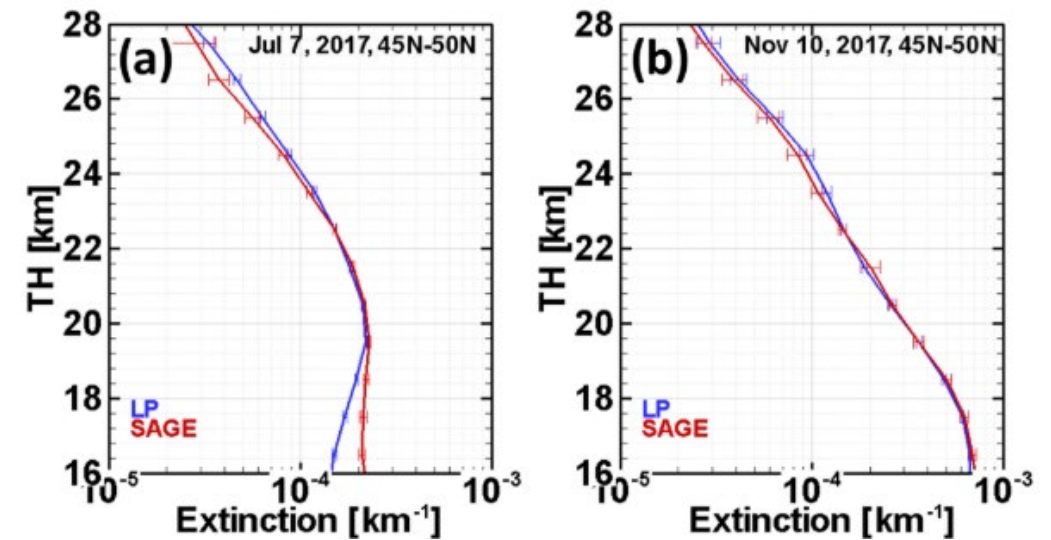 (a) Jul 7, 2017, 45N-50N
28
26
24
22
20
18
16
TH [km]
LP
SAGE
10-5 10-4 10-3
Extinction [km-1]
(b) Nov 10, 2017, 45N-50N
28
26
24
22
20
18
16
TH [km]
LP
SAGE
10-5 10-4 10-3
Extinction [km-1]